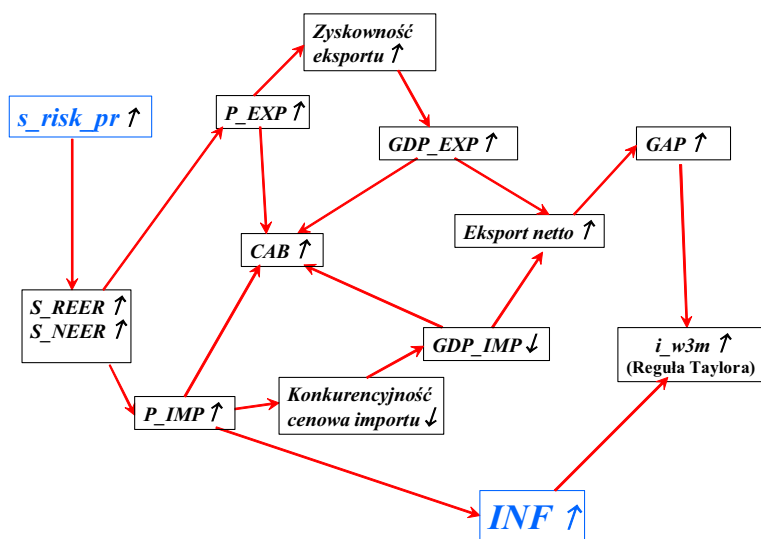 Zyskowność
eksportu ↑
s_risk_pr ↑
P_EXP ↑
GDP_EXP ↑
GAP ↑
Eksport netto ↑
CAB ↑
S_REER ↑
S_NEER ↑
GDP_IMP ↓
i_w3m ↑
(Reguła Taylora)
Konkurencyjność
cenowa importu ↓
P_IMP ↑
INF ↑